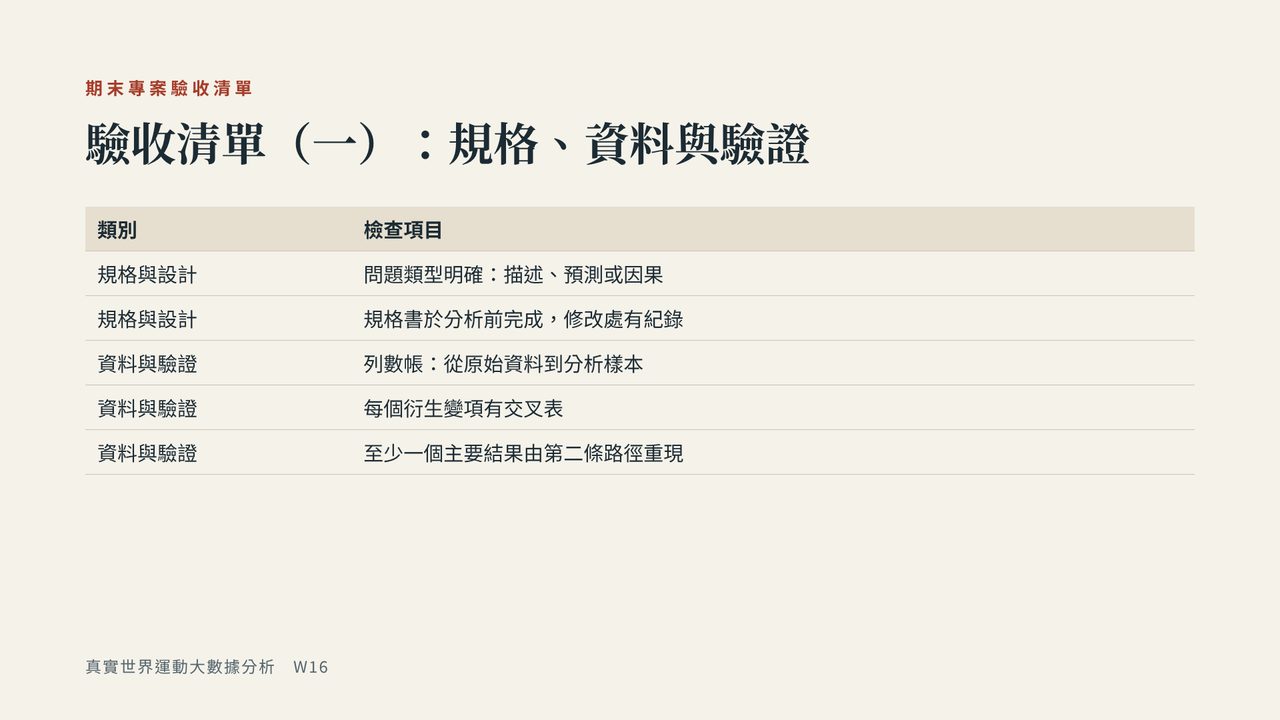 期末專案驗收清單
驗收清單（一）：規格、資料與驗證
類別 檢查項目
規格與設計 問題類型明確：描述、預測或因果
規格與設計 規格書於分析前完成，修改處有紀錄
資料與驗證 列數帳：從原始資料到分析樣本
資料與驗證 每個衍生變項有交叉表
資料與驗證 至少一個主要結果由第二條路徑重現
真實世界運動大數據分析 W16